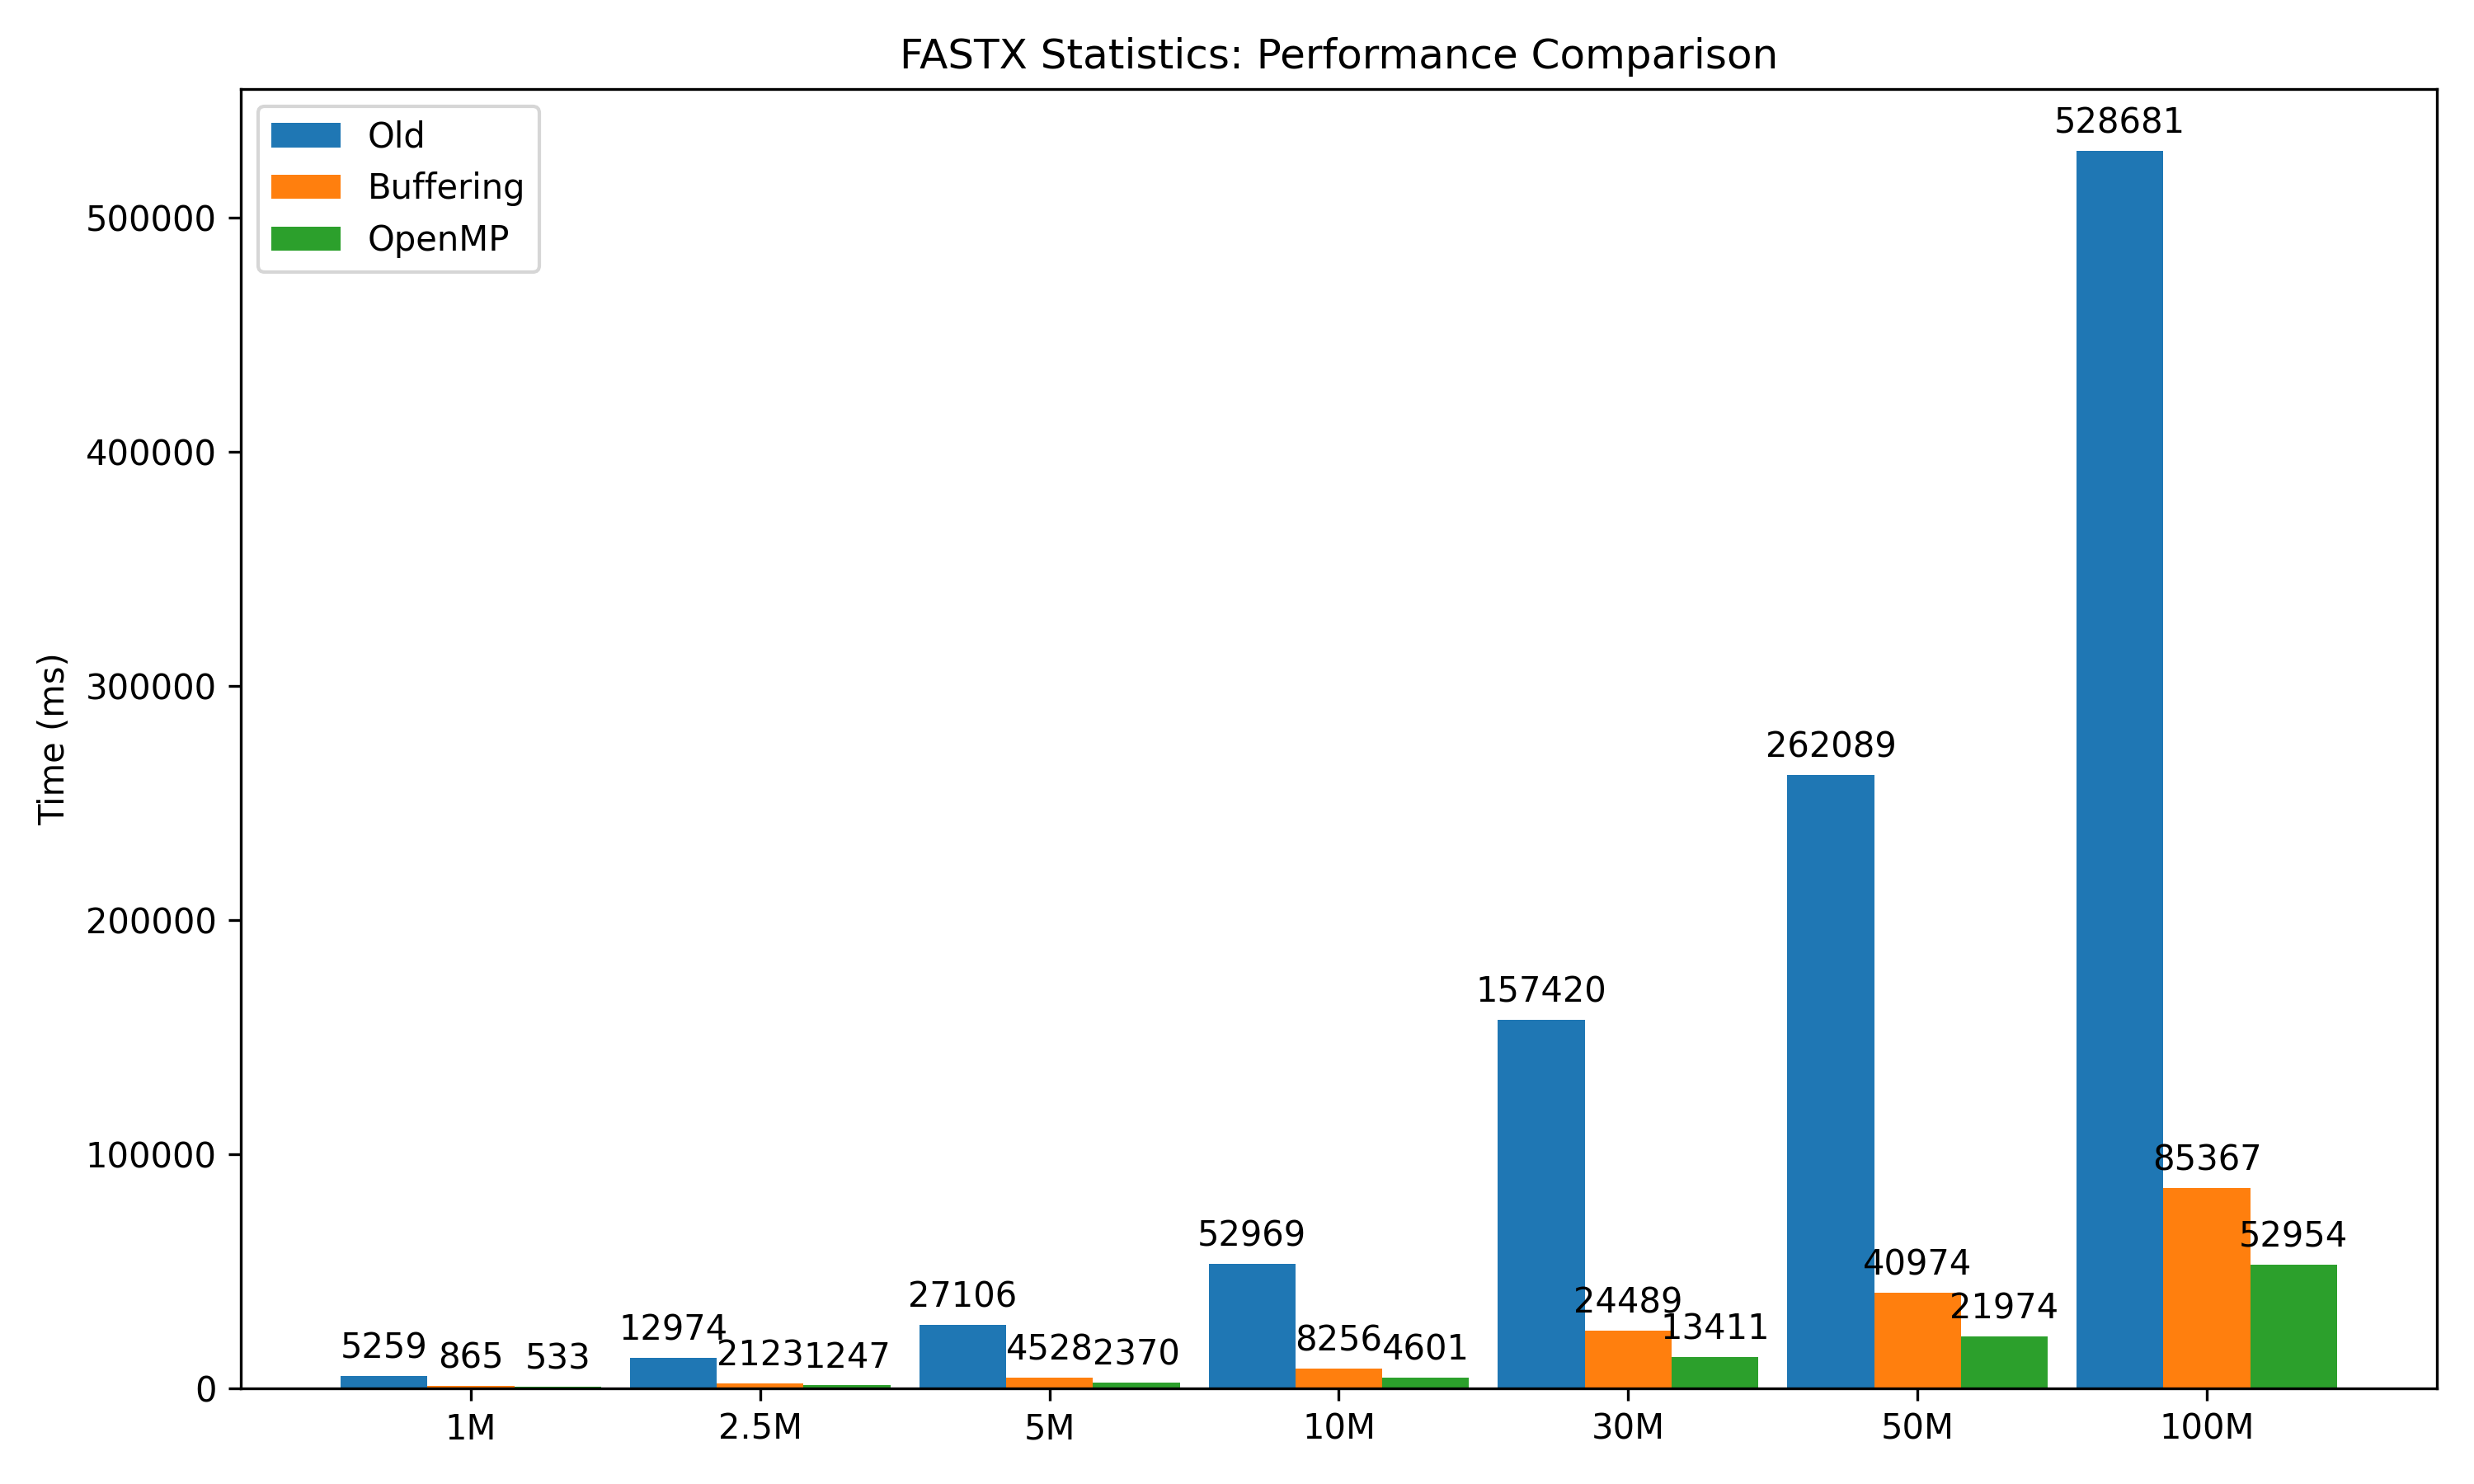 FASTX Statistics: Performance Comparison
Old
Buffering
OpenMP
Time (ms)
500000
400000
300000
200000
100000
0
5259
865
533
12974
2123
1247
27106
4528
2370
52969
8256
4601
157420
24489
13411
262089
40974
21974
528681
85367
52954
1M
2.5M
5M
10M
30M
50M
100M